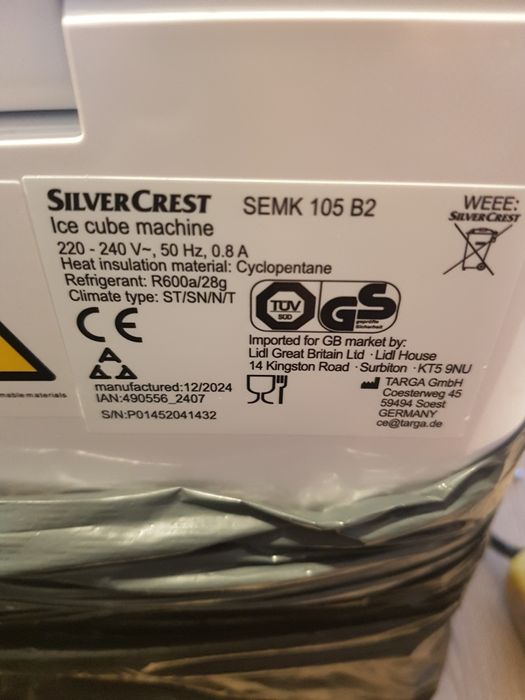 SILVERCREST
SEMK 105 B2
WEEE:
SILVERCREST
Ice cube machine
220 - 240 V~, 50 Hz, 0.8 A
Heat insulation material: Cyclopentane
Refrigerant: R600a/28g
Climate type: ST/SN/N/T
CE
TÜV
SÜD
GS
geprüfte
Sicherheit
Imported for GB market by:
Lidl Great Britain Ltd · Lidl House
14 Kingston Road · Surbiton · KT5 9NU
manufactured:12/2024
IAN:490556_2407
S/N:P01452041432
TARGA GmbH
Coesterweg 45
59494 Soest
GERMANY
ce@targa.de
materials